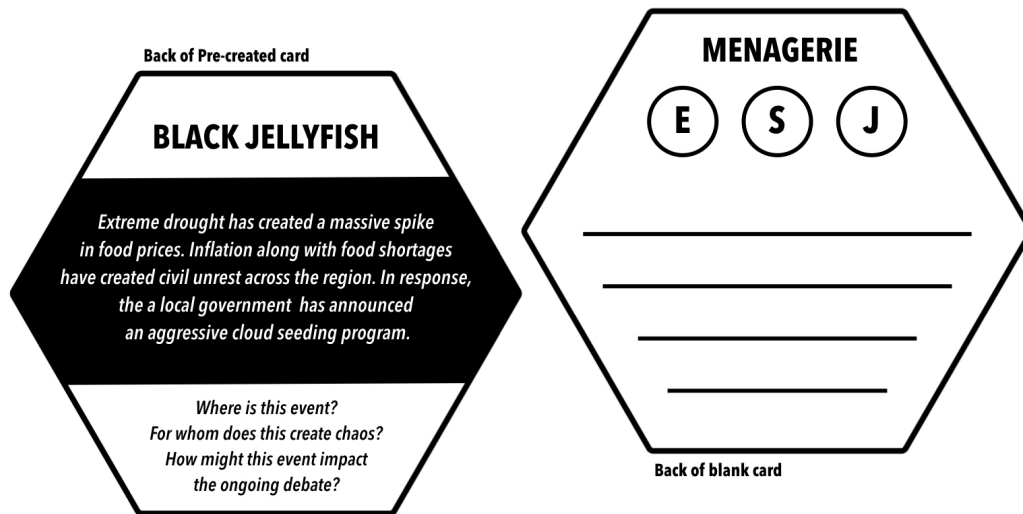 Back of Pre-created card
BLACK JELLYFISH
Extreme drought has created a massive spike
in food prices. Inflation along with food shortages
have created civil unrest across the region. In response,
the a local government has announced
an aggressive cloud seeding program.
Where is this event?
For whom does this create chaos?
How might this event impact
the ongoing debate?
MENAGERIE
E S J
Back of blank card